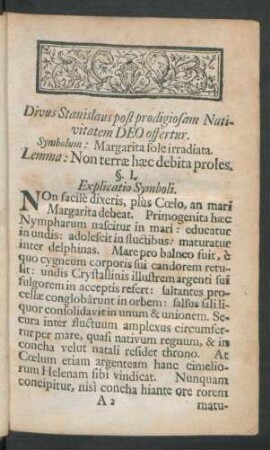 Divus Stanislaus post prodigiosam Nati-
vitatem DEO offertur.
Symbolum: Margarita sole irradiata.
Lemma: Non terræ hæc debita proles.
§. I.
Explicatio Symboli.
NOn facilè dixeris, plùs Cœlo, an mari
Margarita debeat. Primogenita hæc
Nympharum nascitur in mari: educatur
in undis: adolescit in fluctibus: maturatur
inter delphinas. Mare pro balneo fuit, è
quo cygneum corporis sui candorem retu-
lit: undis Crystallinis illustrem argenti sui
fulgorem in acceptis resert: saltantes pro-
cellæ conglobârunt in orbem: salsus sali li-
quor consolidavit in unum & unionem. Se-
cura inter fluctuum amplexus circumfer-
tur per mare, quasi nativum regnum, & in
concha velut natali residet throno. At
Cœlum etiam argenteam hanc cimelio-
rum Helenam sibi vindicat. Nunquam
concipitur, nisi concha hiante ore rorem
A 2 matu-